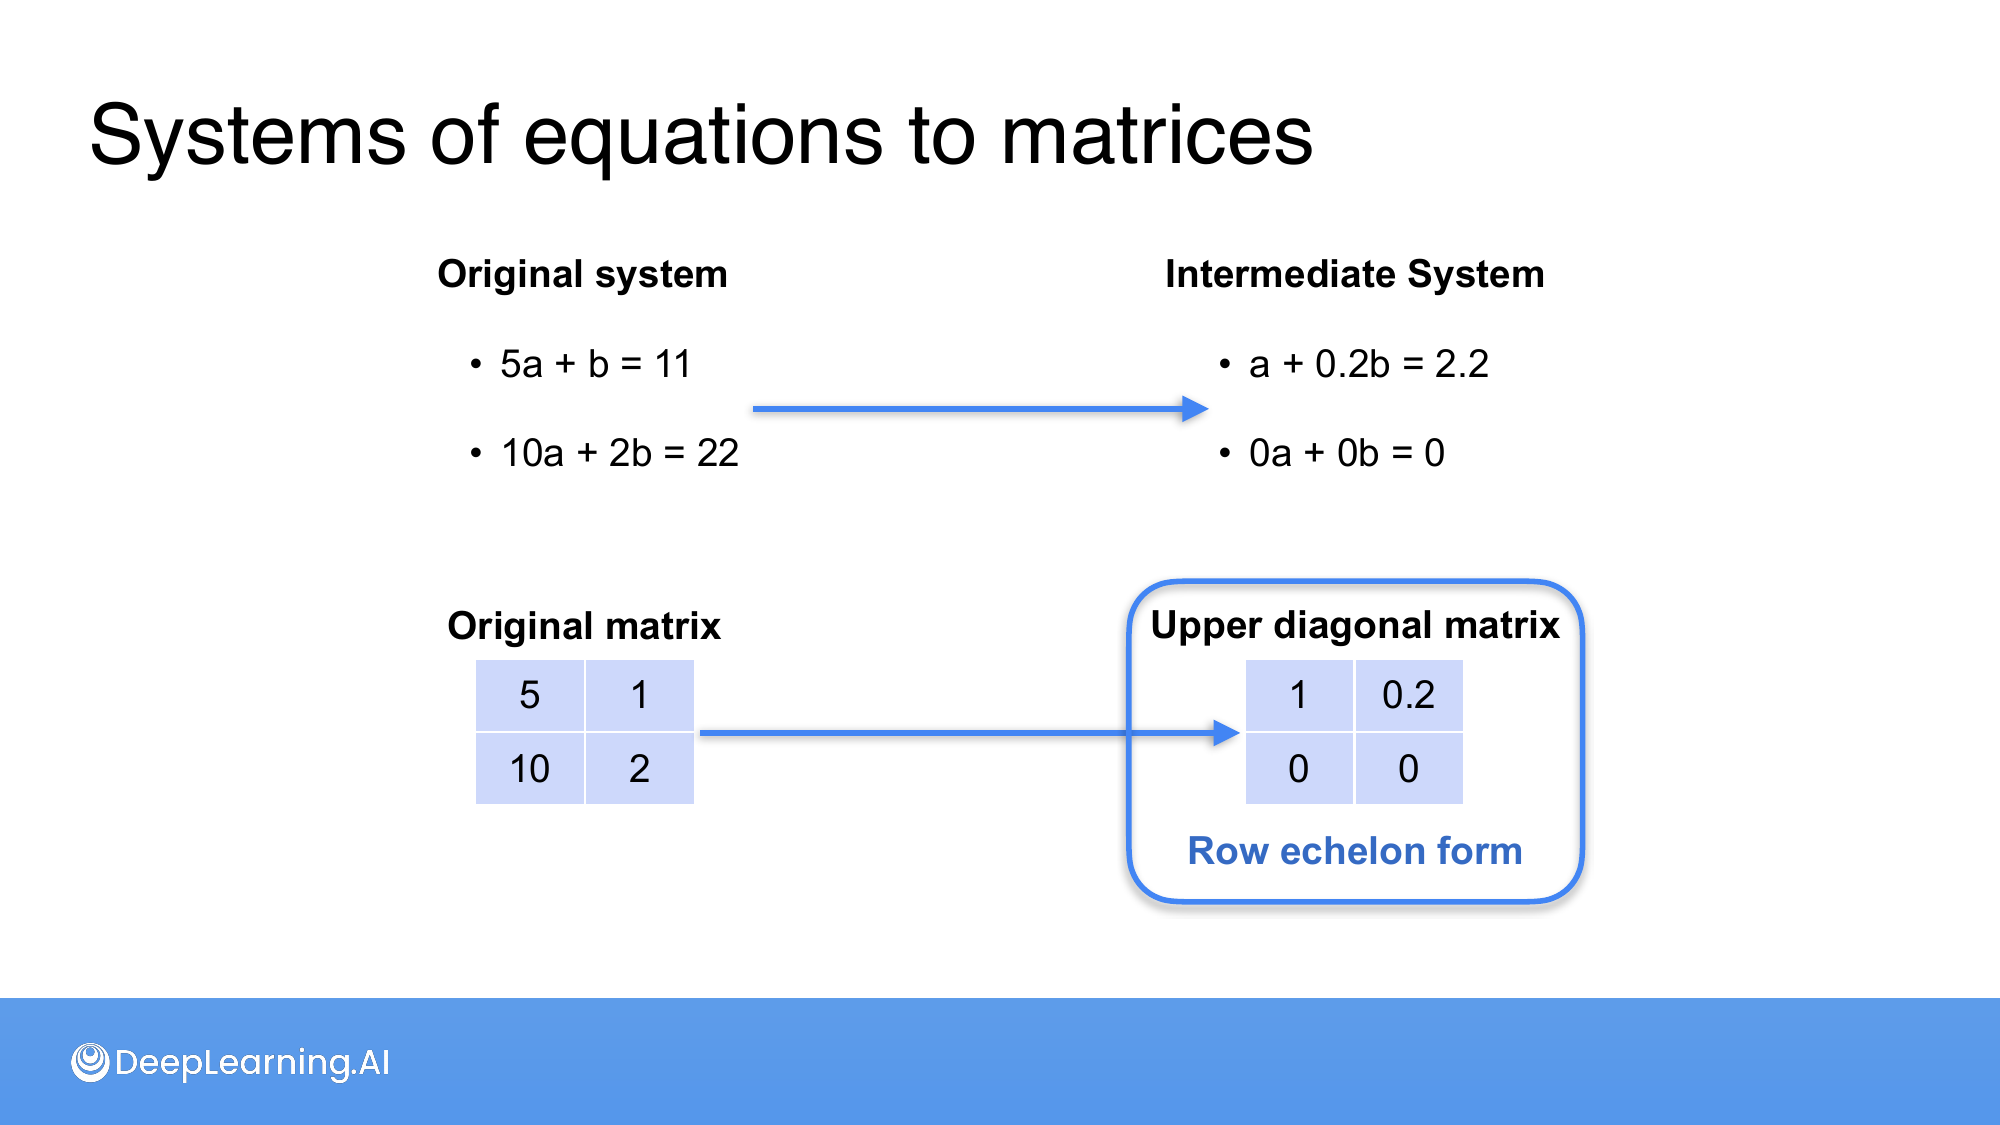 Systems of equations to matrices
Original system
Intermediate System
• 5a + b = 11
• a + 0.2b = 2.2
• 10a + 2b = 22
• 0a + 0b = 0
Original matrix
Upper diagonal matrix
5 1
1 0.2
10 2
0 0
Row echelon form
DeepLearning.AI